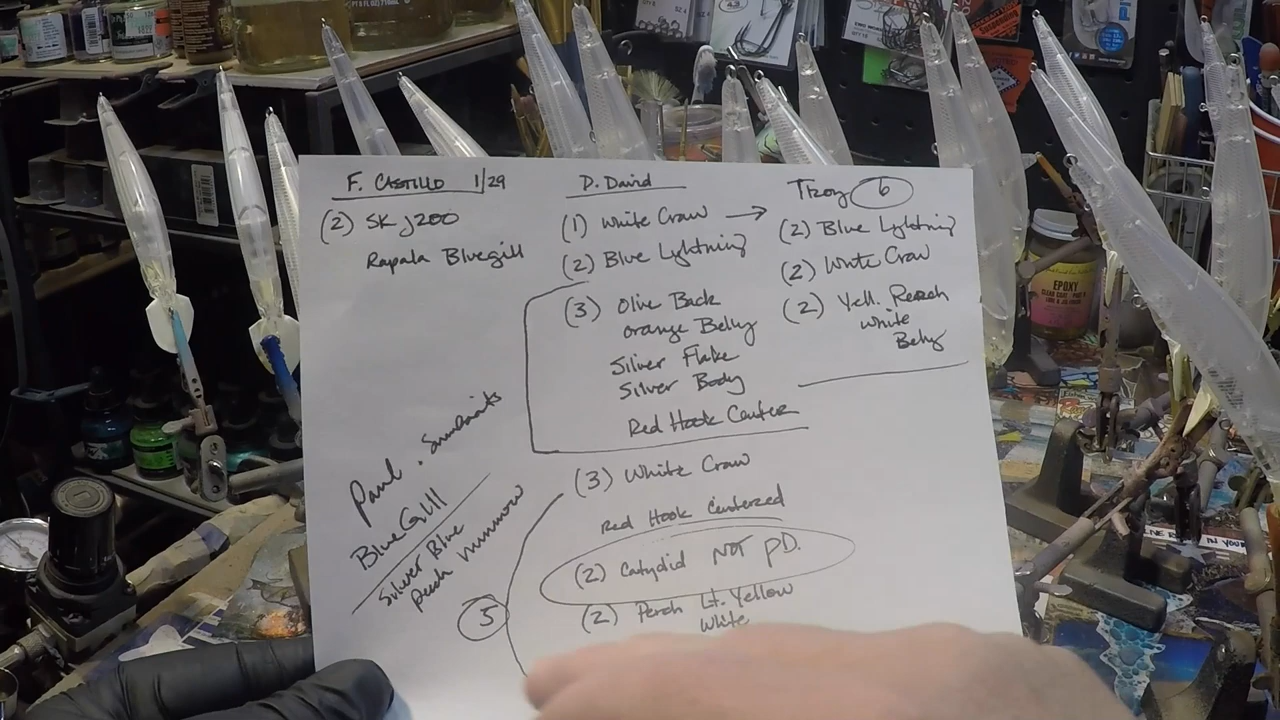 F. CASTILLO 1/29
(2) SK J200
Rapala Bluegill
D. David
(1) White Craw →
(2) Blue Lightning
(3) Olive Back
orange Belly
Silver Flake
Silver Body
Red Hook Center
(3) White Craw
Red Hook Centered
(2) Catydid NOT PD.
(2) Perch Lt. Yellow
White
5
Troy 6
(2) Blue Lightning
(2) White Craw
(2) Yell. Perch
White
Belly
Paul.
BlueGill
Silver Blue
Perch Minnow
EPOXY